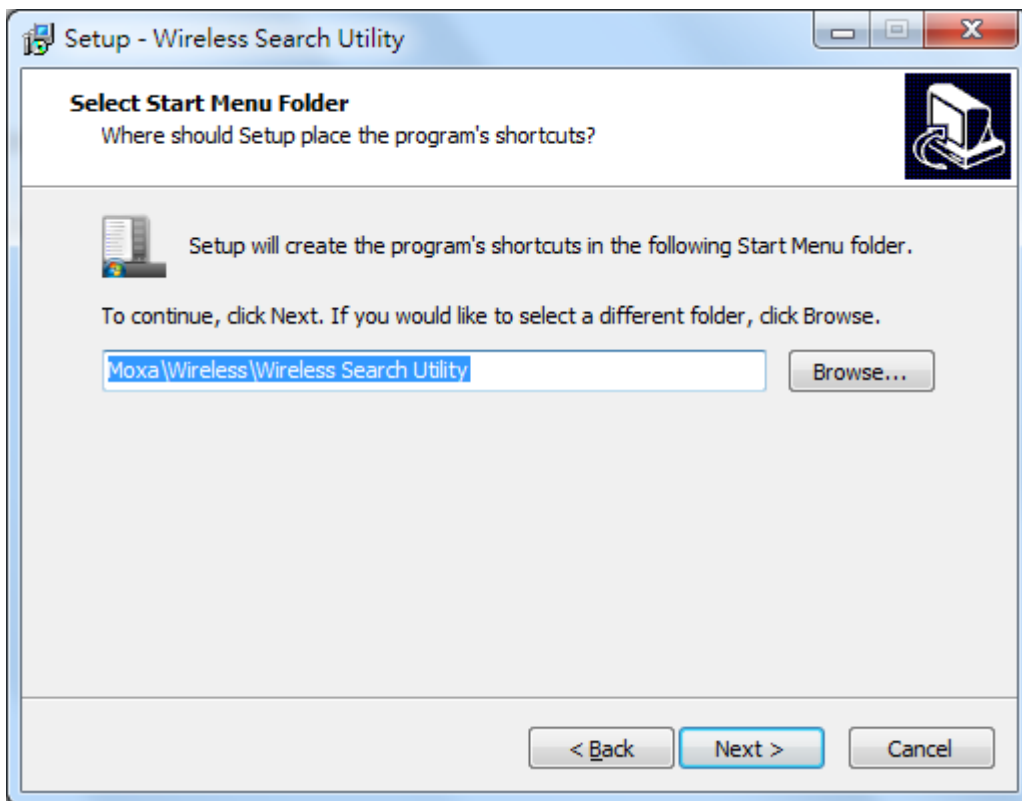 Setup - Wireless Search Utility
Select Start Menu Folder
Where should Setup place the program's shortcuts?
Setup will create the program's shortcuts in the following Start Menu folder.
To continue, click Next. If you would like to select a different folder, click Browse.
Moxa\Wireless\Wireless Search Utility
Browse...
< Back
Next >
Cancel